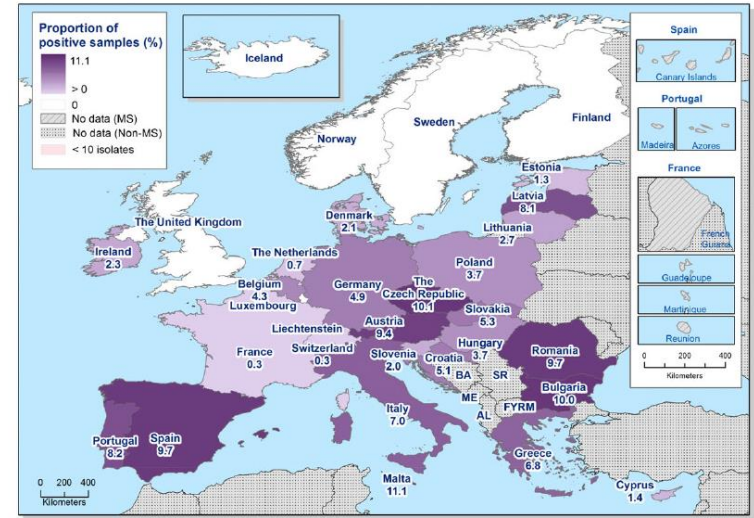 Proportion of
positive samples (%)
11.1
> 0
0
No data (MS)
No data (Non-MS)
< 10 isolates
Iceland
Norway
Sweden
Finland
Estonia
1.3
Latvia
8.1
Lithuania
2.7
Denmark
2.1
The United Kingdom
Ireland
2.3
The Netherlands
0.7
Belgium
4.3
Luxembourg
Germany
4.9
Poland
3.7
The
Czech Republic
10.1
Slovakia
5.3
Austria
9.4
Liechtenstein
Switzerland
0.3
France
0.3
Slovenia
2.0
Hungary
3.7
Croatia
5.1
Romania
9.7
Bulgaria
10.0
BA
SR
ME
AL
FYRM
Italy
7.0
Portugal
8.2
Spain
9.7
Greece
6.8
Malta
11.1
Cyprus
1.4
0 200 400
Kilometers
Spain
Canary Islands
Portugal
Madeira
Azores
France
French
Guiana
Guadeloupe
Martinique
Reunion
0 200 400
Kilometers